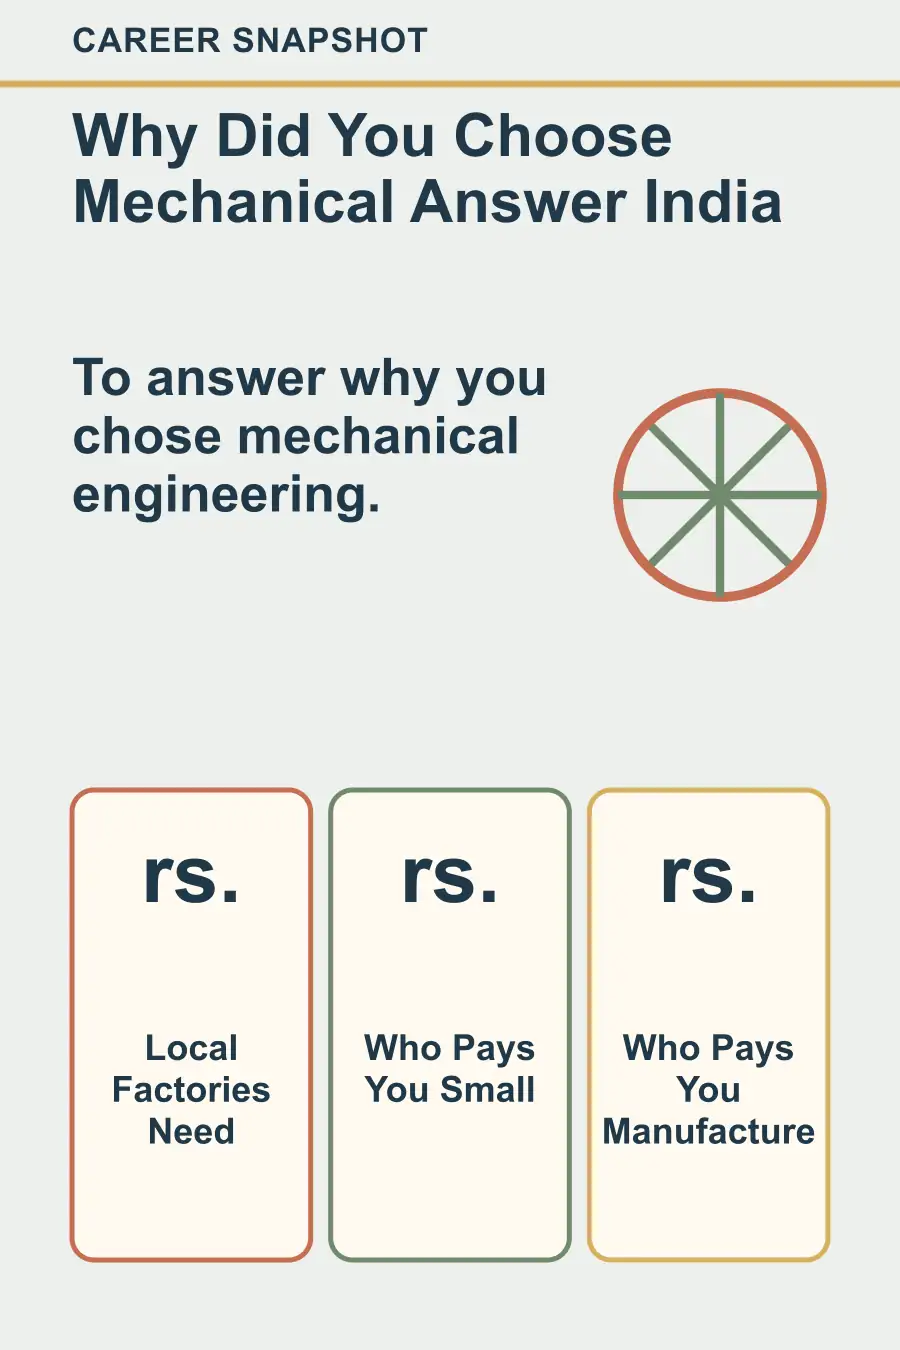 CAREER SNAPSHOT
Why Did You Choose
Mechanical Answer India
To answer why you
chose mechanical
engineering.
rs.
Local
Factories
Need
rs.
Who Pays
You Small
rs.
Who Pays
You
Manufacture